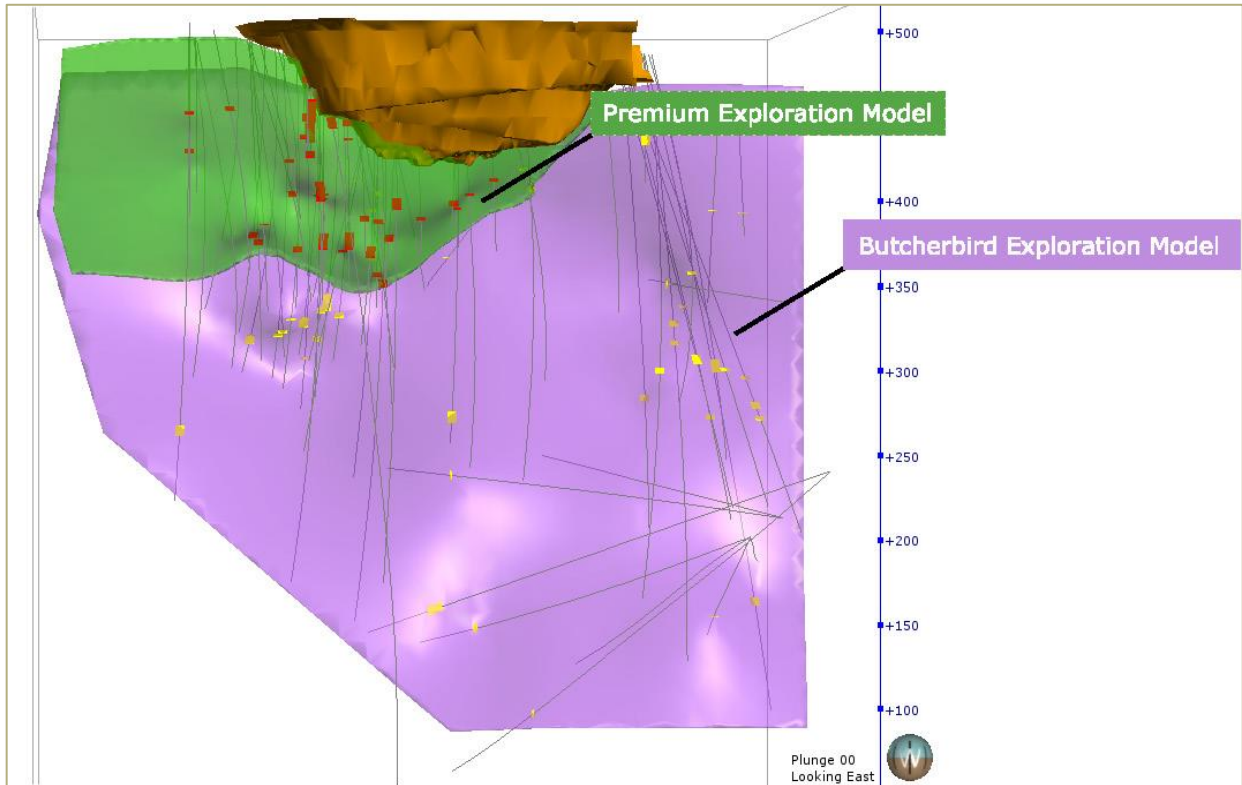 +500
Premium Exploration Model
+400
Butcherbird Exploration Model
+350
+300
+250
+200
+150
+100
Plunge 00
Looking East
W